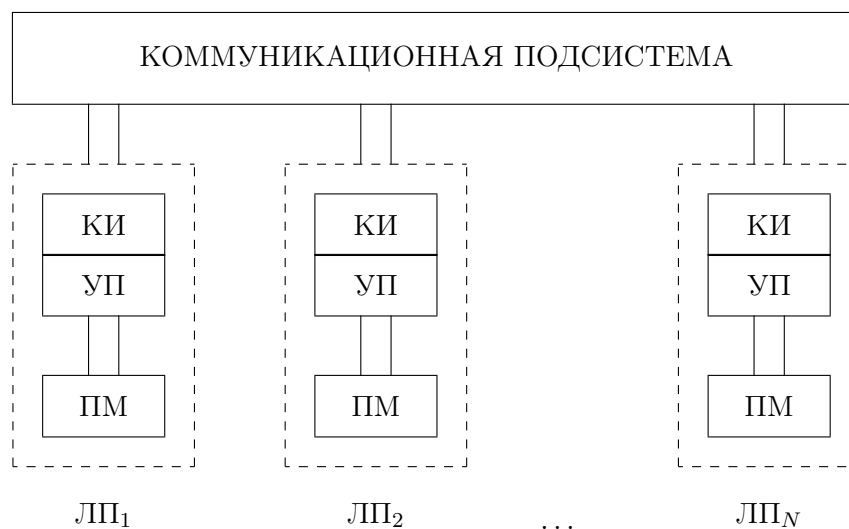 КОММУНИКАЦИОННАЯ ПОДСИСТЕМА
КИ КИ КИ
УП УП УП
ПМ ПМ ПМ
ЛП₁ ЛП₂ ... ЛП_N